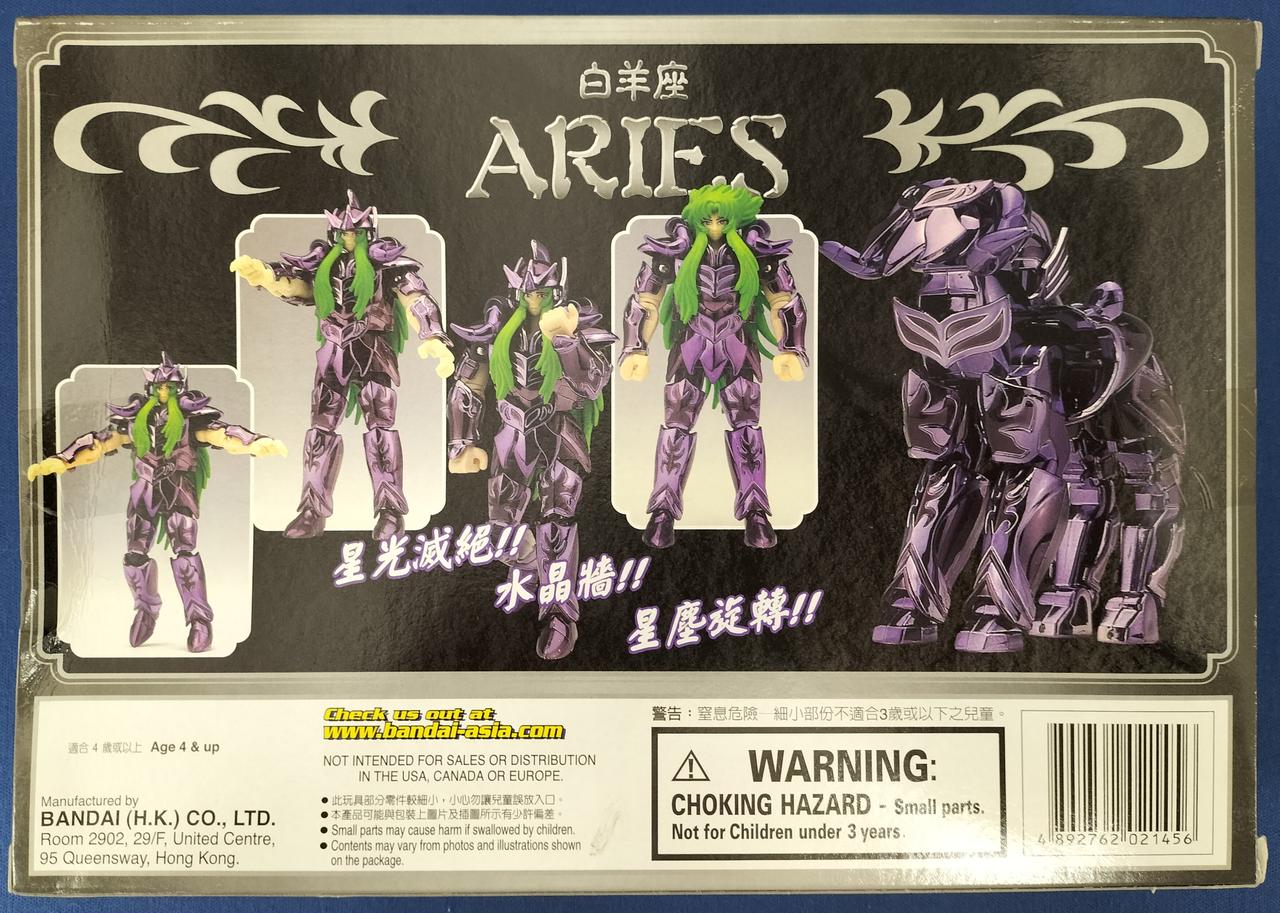 白羊座
ARIES
星光滅絕!!
水晶牆!!
星塵旋轉!!
適合 4 歲或以上 Age 4 & up
Manufactured by
BANDAI (H.K.) CO., LTD.
Room 2902, 29/F, United Centre,
95 Queensway, Hong Kong.
Check us out at
www.bandai-asia.com
NOT INTENDED FOR SALES OR DISTRIBUTION
IN THE USA, CANADA OR EUROPE.
● 此玩具部分零件較細小，小心勿讓兒童誤放入口。
● 本產品可能與包裝上圖片及插圖所示有少許偏差。
● Small parts may cause harm if swallowed by children.
● Contents may vary from photos and illustrations shown
on the package.
警告：窒息危險—細小部份不適合3歲或以下之兒童。
WARNING:
CHOKING HAZARD - Small parts.
Not for Children under 3 years.
4 892762 021456